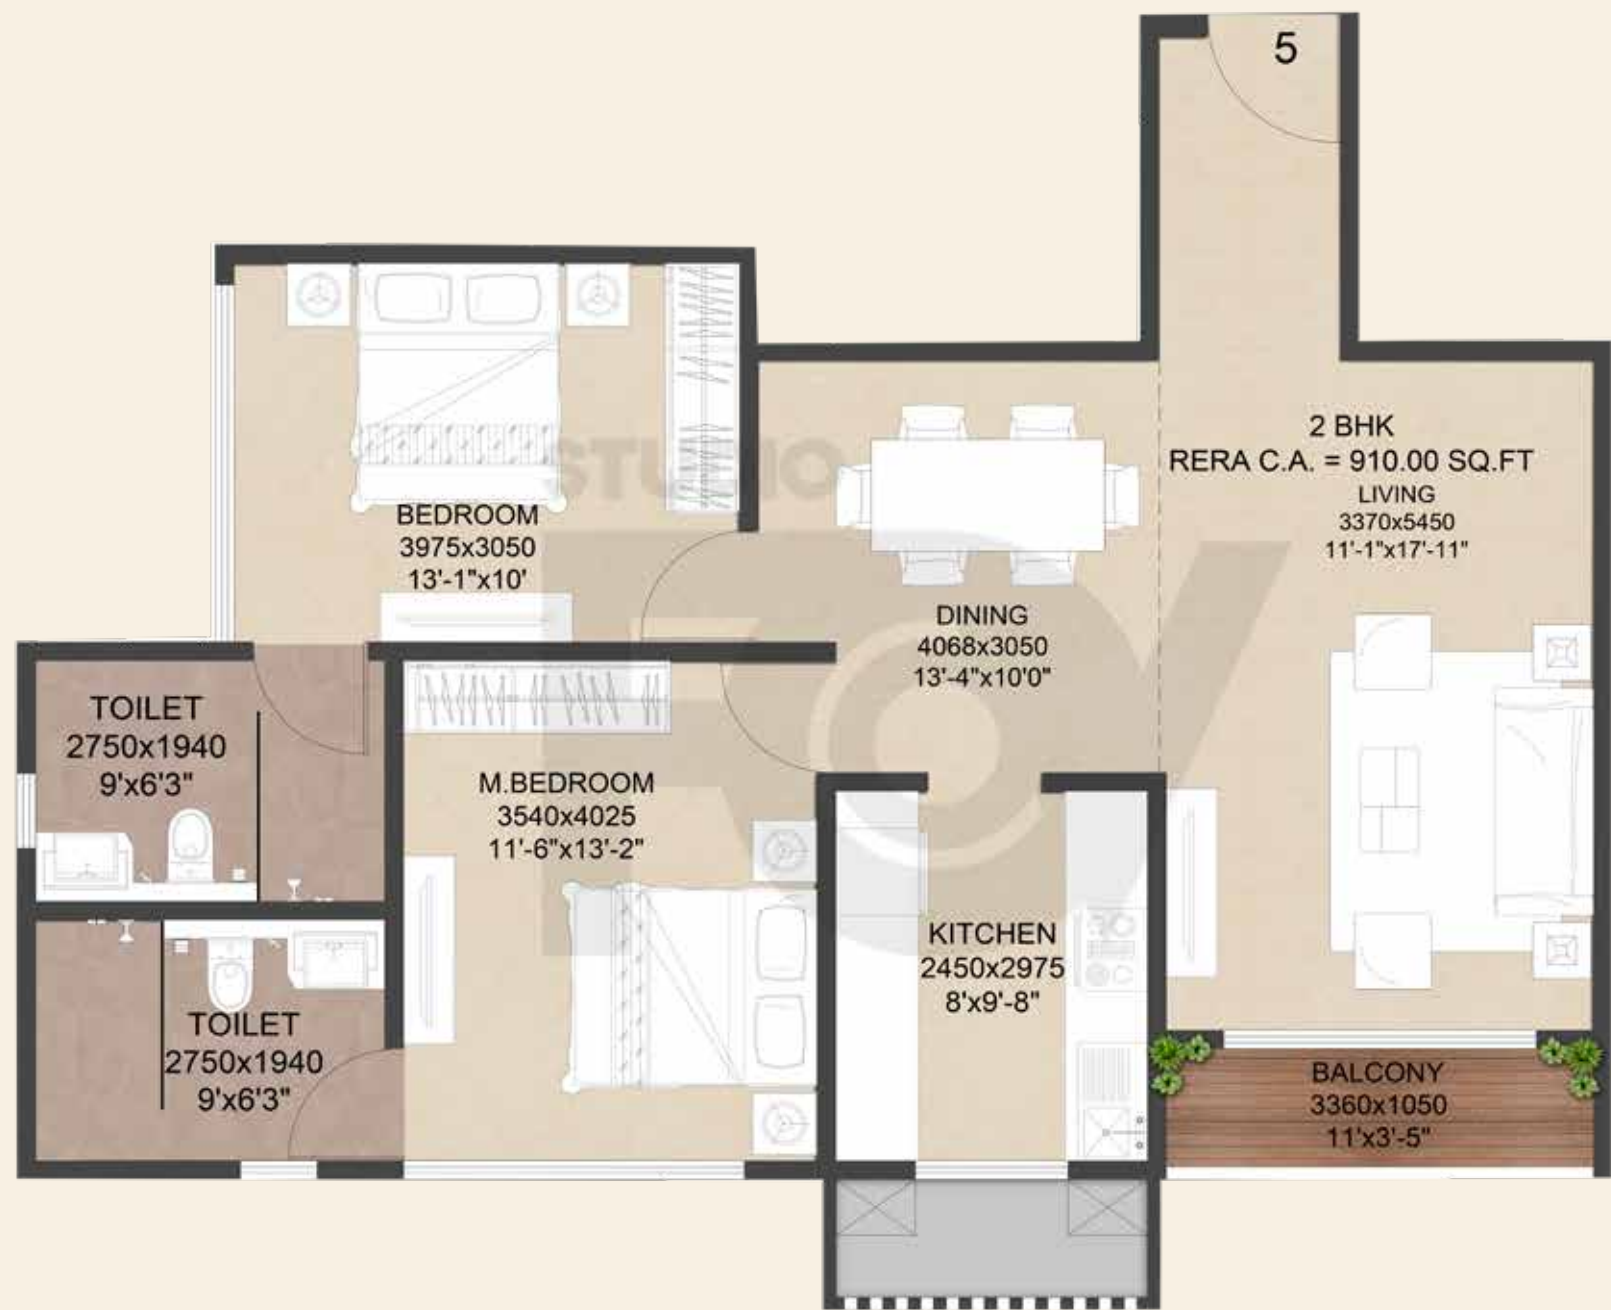 5
2 BHK
RERA C.A. = 910.00 SQ.FT
LIVING
3370x5450
11'-1"x17'-11"
STUDIO
BEDROOM
3975x3050
13'-1"x10'
DINING
4068x3050
13'-4"x10'0"
TOILET
2750x1940
9'x6'3"
M.BEDROOM
3540x4025
11'-6"x13'-2"
KITCHEN
2450x2975
8'x9'-8"
TOILET
2750x1940
9'x6'3"
BALCONY
3360x1050
11'x3'-5"